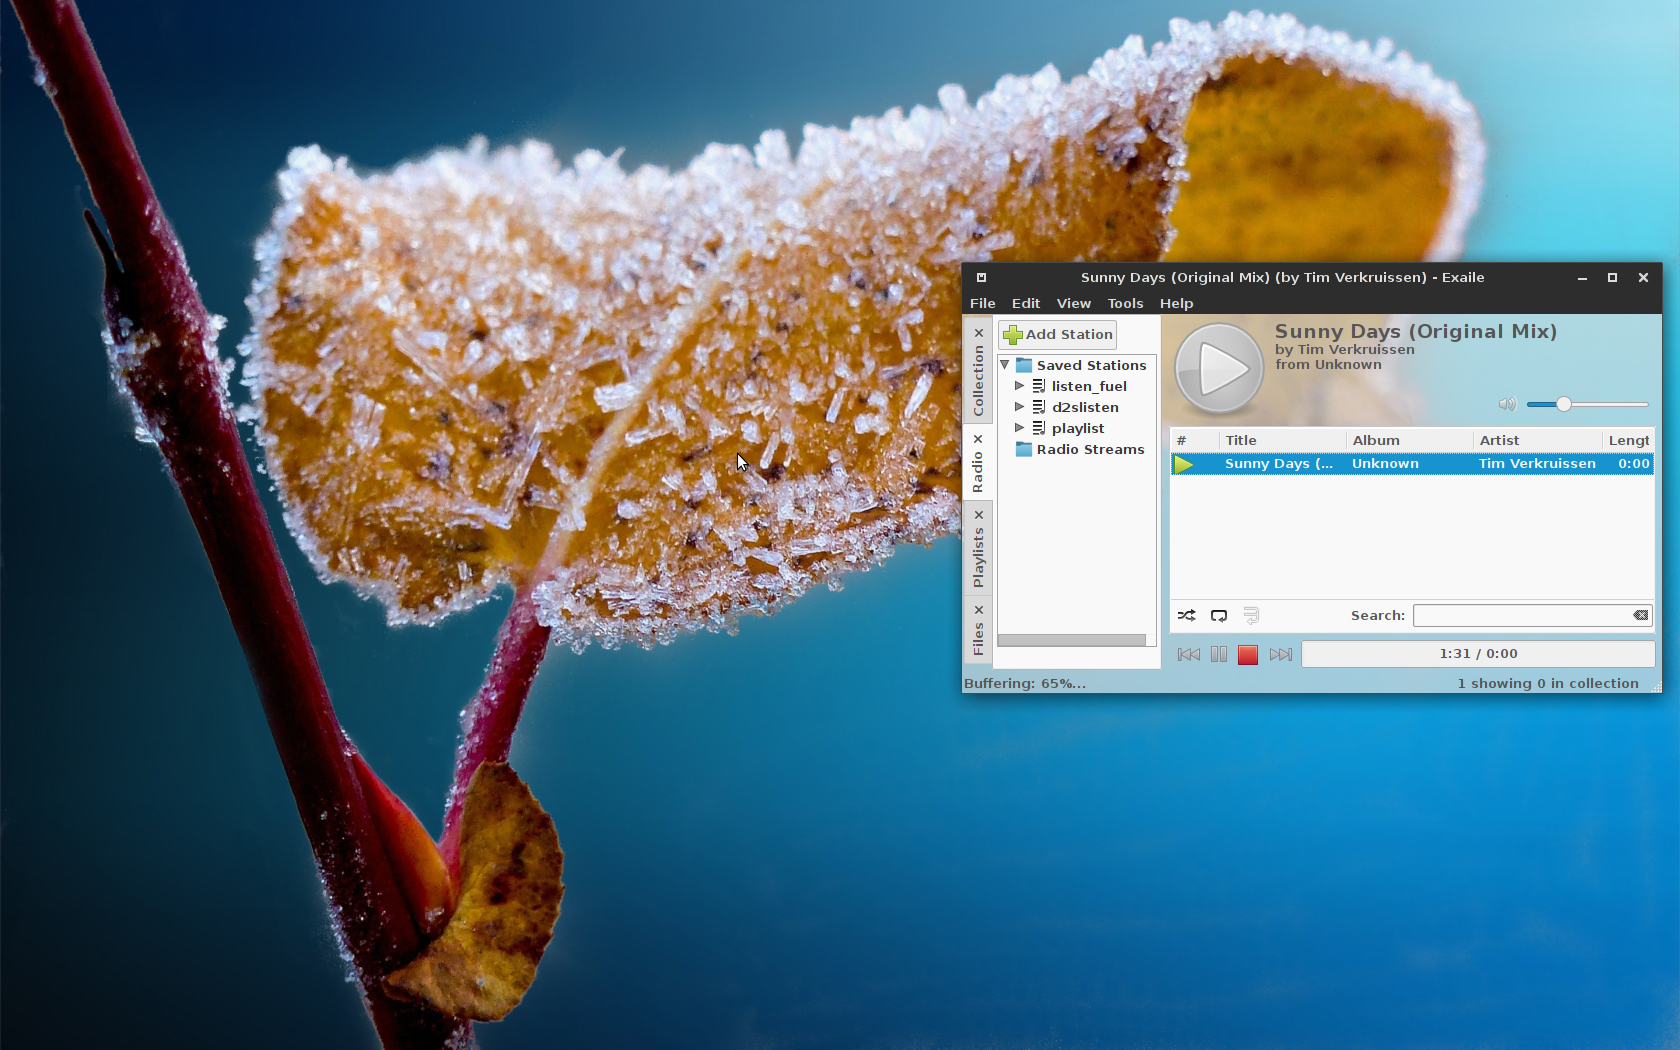 Sunny Days (Original Mix) (by Tim Verkruissen) - Exaile
File Edit View Tools Help
Collection
Radio
Playlists
Files
Add Station
Saved Stations
listen_fuel
d2slisten
playlist
Radio Streams
Sunny Days (Original Mix)
by Tim Verkruissen
from Unknown
# Title Album Artist Lengt
Sunny Days (... Unknown Tim Verkruissen 0:00
Search:
1:31 / 0:00
Buffering: 65%... 1 showing 0 in collection